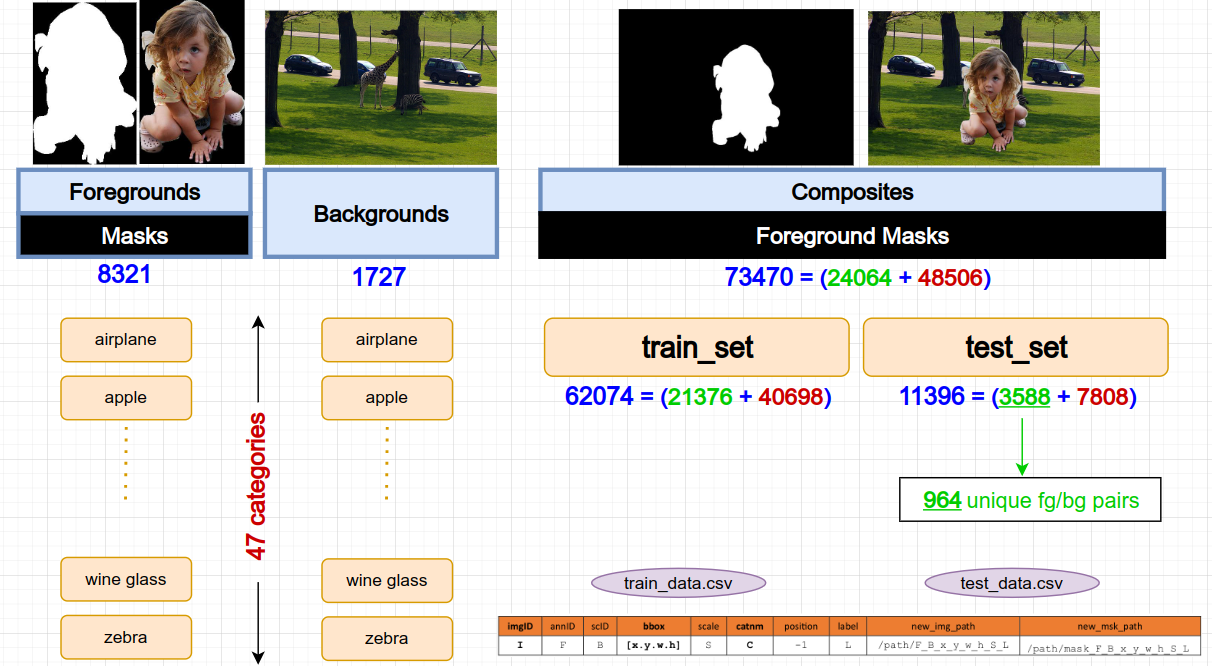 Foregrounds
Masks
8321
Backgrounds
1727
Composites
Foreground Masks
73470 = (24064 + 48506)
airplane
apple
wine glass
zebra
47 categories
airplane
apple
wine glass
zebra
train_set
62074 = (21376 + 40698)
test_set
11396 = (3588 + 7808)
964 unique fg/bg pairs
train_data.csv
test_data.csv
imgID annID scID bbox scale catnm position label new_img_path new_msk_path
I F B [x.y.w.h] S C -1 L /path/F_B_x_y_w_h_S_L /path/mask_F_B_x_y_w_h_S_L